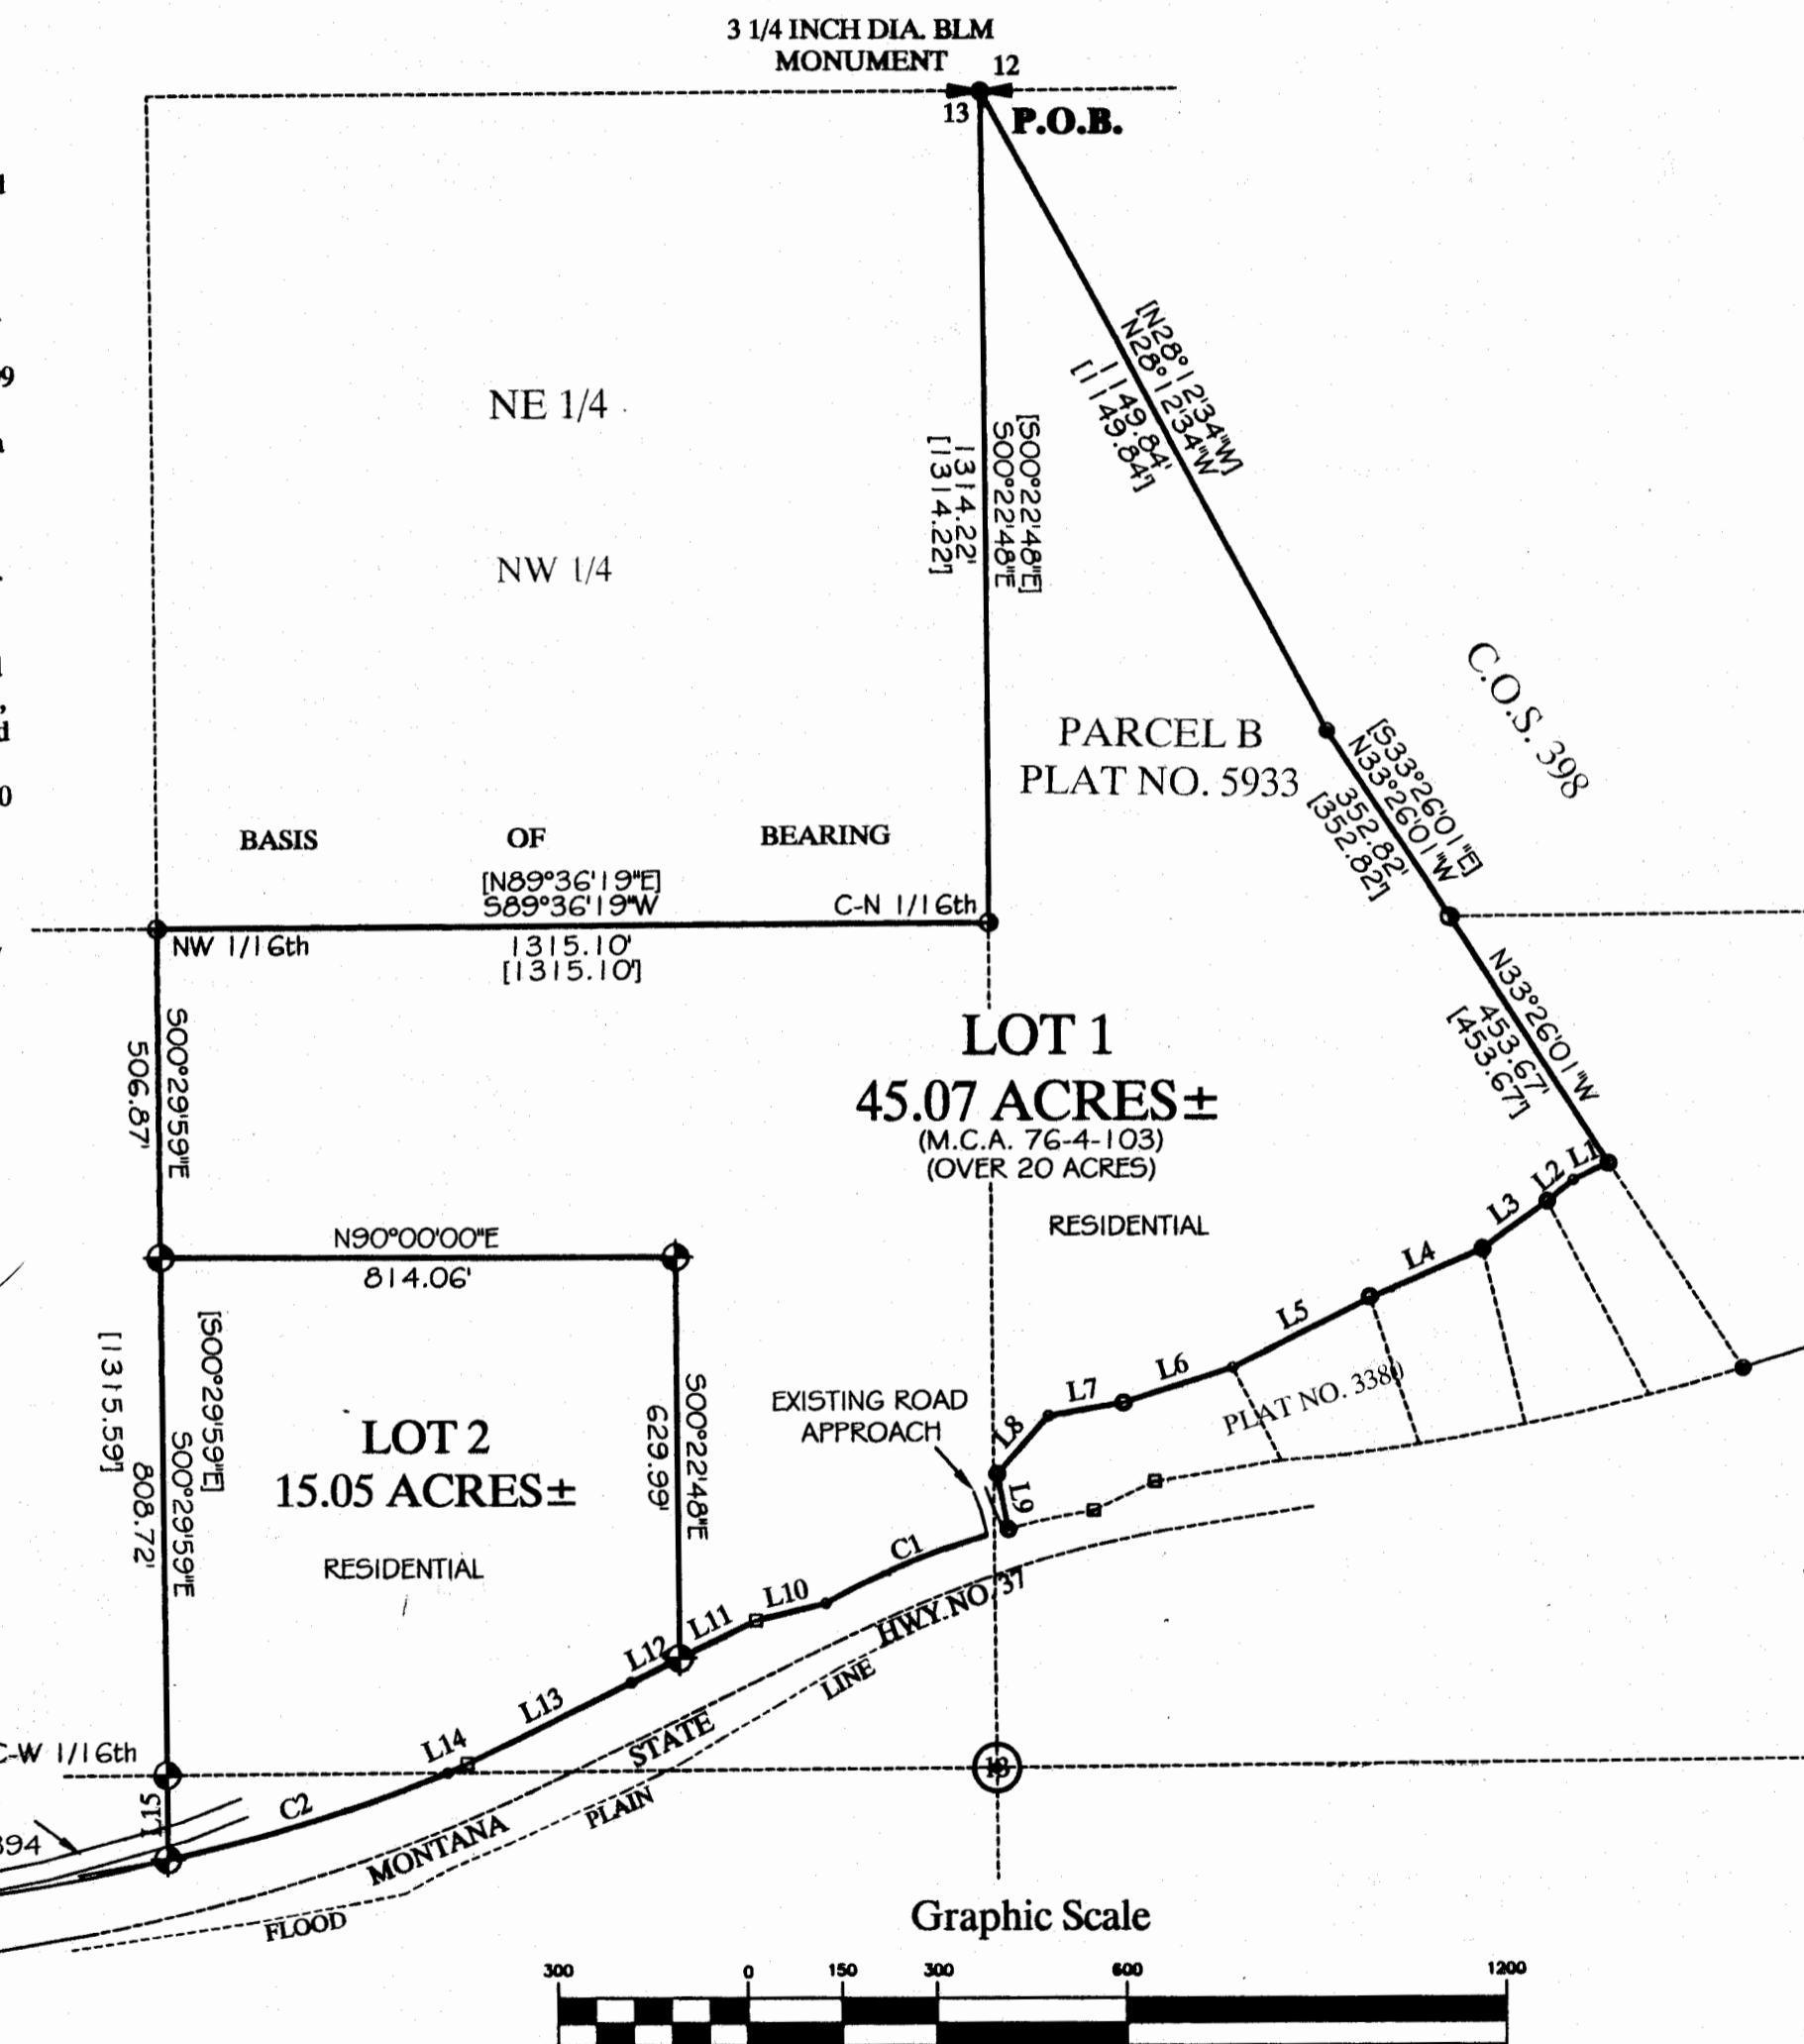 3 1/4 INCH DIA. BLM
MONUMENT
12
13
P.O.B.
9
[N28°12'34"W]
N28°12'34"W
1149.84'
[1149.84']
NE 1/4
[S00°22'48"E]
S00°22'48"E
1314.22'
[1314.22']
NW 1/4
C.O.S. 398
PARCEL B
PLAT NO. 5933
[S33°26'01"E]
N33°26'01"W
352.82'
[352.82']
0
BASIS OF BEARING
[N89°36'19"E]
S89°36'19"W
C-N 1/16th
NW 1/16th
1315.10'
[1315.10']
N33°26'01"W
453.67'
[453.67']
S00°29'59"E
506.87'
LOT 1
45.07 ACRES±
(M.C.A. 76-4-103)
(OVER 20 ACRES)
RESIDENTIAL
L1
L2
L3
L4
L5
L6
L7
L8
L9
N90°00'00"E
814.06'
[S00°29'59"E]
[1315.59']
S00°29'59"E
808.72'
S00°22'48"E
629.99'
EXISTING ROAD
APPROACH
PLAT NO. 3380
LOT 2
15.05 ACRES±
RESIDENTIAL
C1
L10
L11
L12
L13
L14
MONTANA STATE HWY. NO. 37
FLOOD PLAIN LINE
C-W 1/16th
13
L15
C2
394
Graphic Scale
300 0 150 300 600 1200